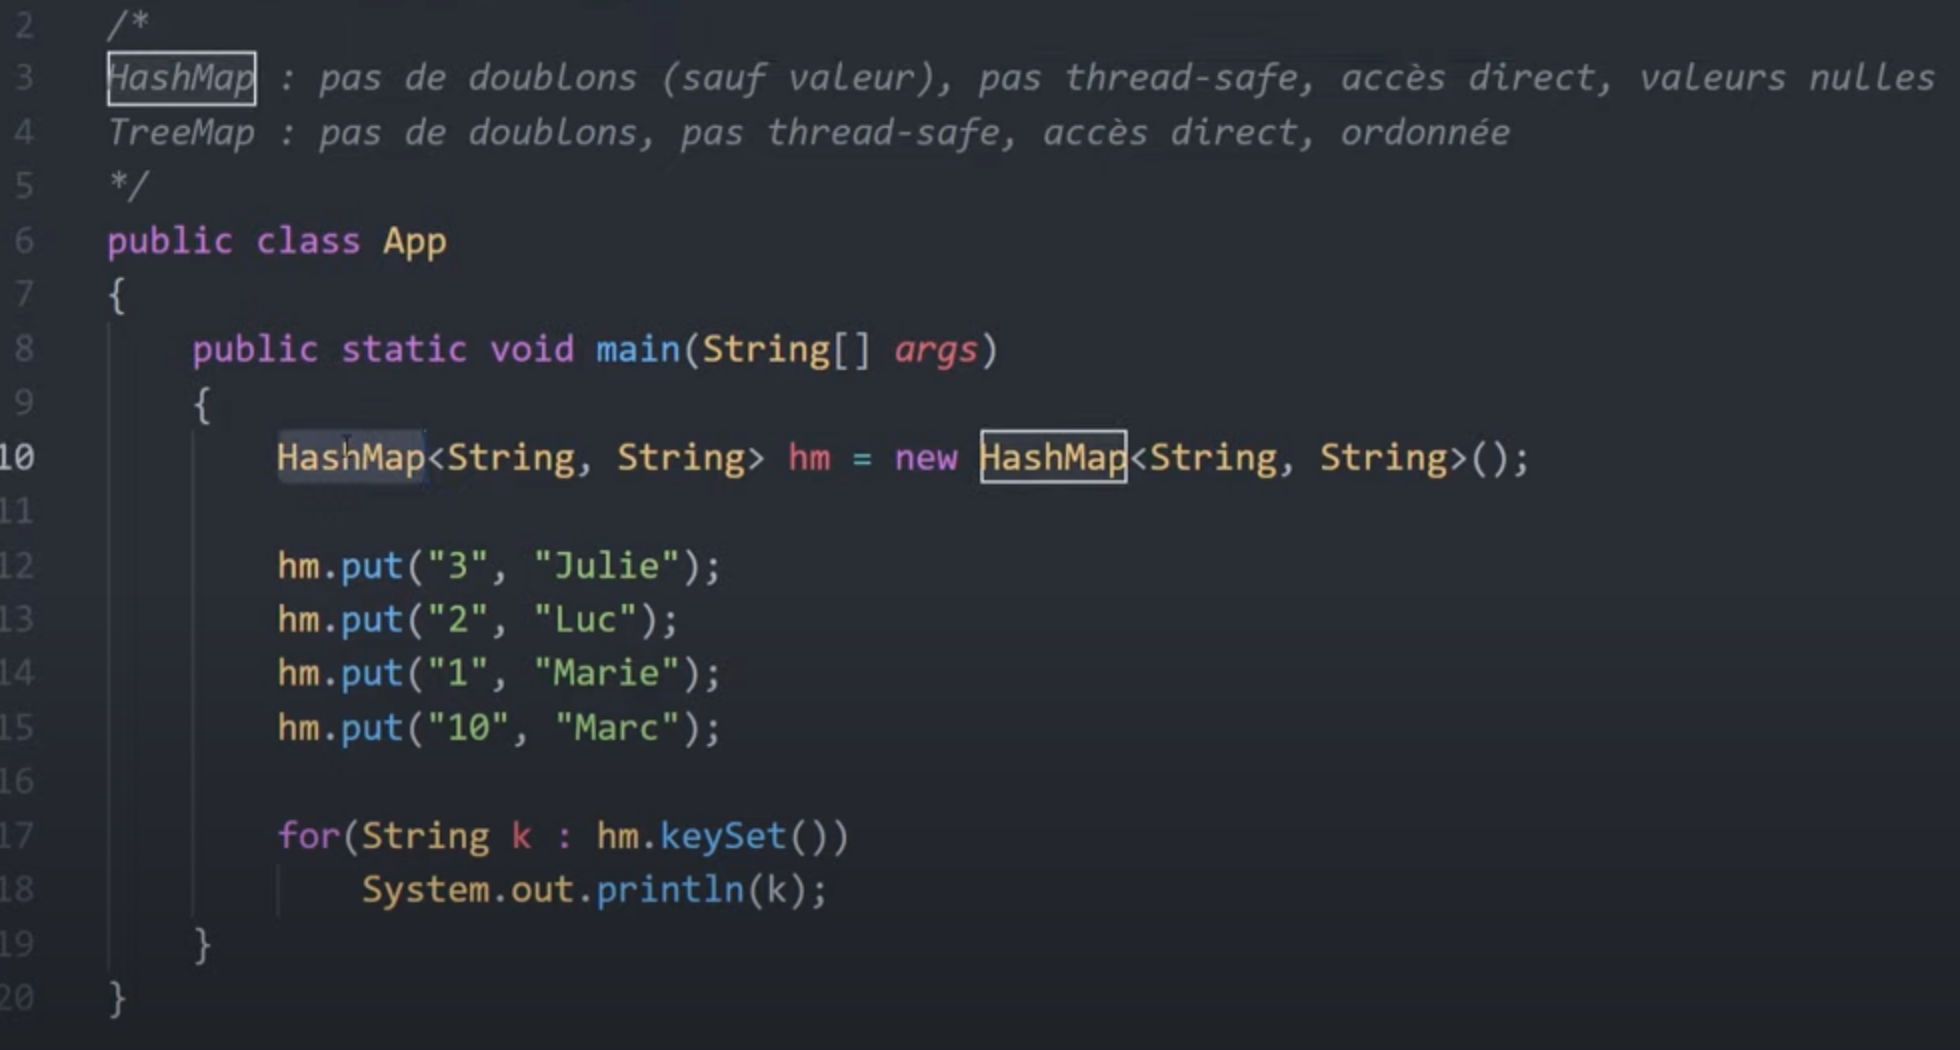 2 /*
3 HashMap : pas de doublons (sauf valeur), pas thread-safe, accès direct, valeurs nulles
4 TreeMap : pas de doublons, pas thread-safe, accès direct, ordonnée
5 */
6 public class App
7 {
8 public static void main(String[] args)
9 {
10 HashMap<String, String> hm = new HashMap<String, String>();
11
12 hm.put("3", "Julie");
13 hm.put("2", "Luc");
14 hm.put("1", "Marie");
15 hm.put("10", "Marc");
16
17 for(String k : hm.keySet())
18 System.out.println(k);
19 }
20 }